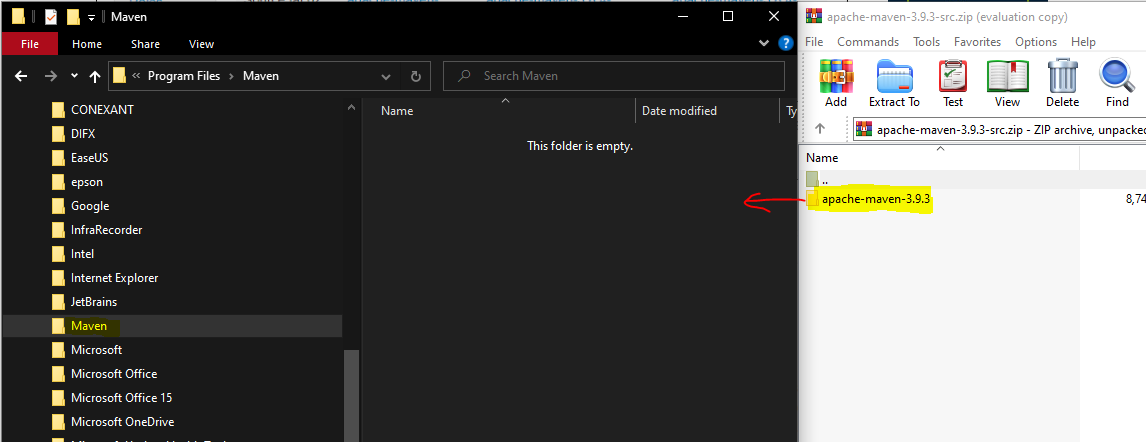 Maven
File Home Share View
Program Files Maven
Search Maven
CONEXANT
DIFX
EaseUS
epson
Google
InfraRecorder
Intel
Internet Explorer
JetBrains
Maven
Microsoft
Microsoft Office
Microsoft Office 15
Microsoft OneDrive
Name Date modified Ty
This folder is empty.
apache-maven-3.9.3-src.zip (evaluation copy)
File Commands Tools Favorites Options Help
Add Extract To Test View Delete Find
apache-maven-3.9.3-src.zip - ZIP archive, unpacked
Name
..
apache-maven-3.9.3 8,74